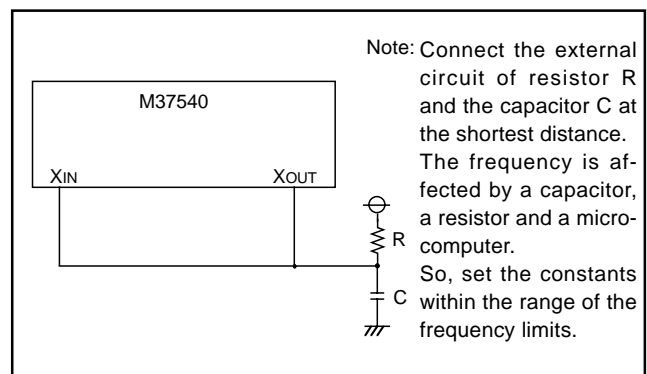 M37540
XIN
XOUT
R
C
Note: Connect the external
circuit of resistor R
and the capacitor C at
the shortest distance.
The frequency is af-
fected by a capacitor,
a resistor and a micro-
computer.
So, set the constants
within the range of the
frequency limits.